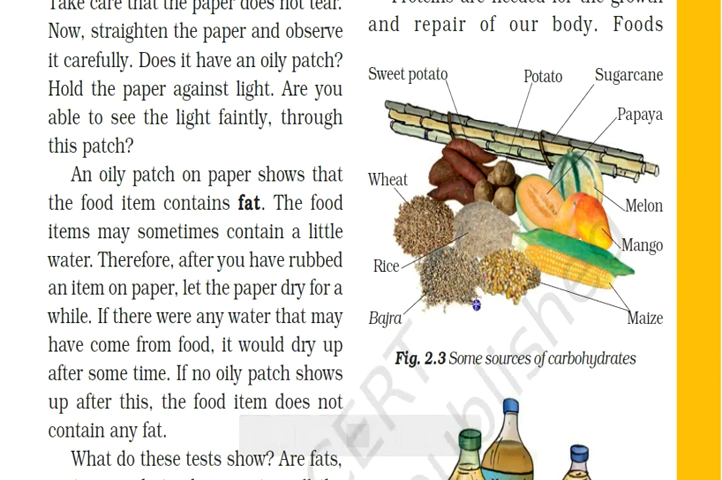 Take care that the paper does not tear.
Now, straighten the paper and observe
it carefully. Does it have an oily patch?
Hold the paper against light. Are you
able to see the light faintly, through
this patch?
An oily patch on paper shows that
the food item contains fat. The food
items may sometimes contain a little
water. Therefore, after you have rubbed
an item on paper, let the paper dry for a
while. If there were any water that may
have come from food, it would dry up
after some time. If no oily patch shows
up after this, the food item does not
contain any fat.
What do these tests show? Are fats,
Proteins are needed for the growth
and repair of our body. Foods
Sweet potato
Potato
Sugarcane
Papaya
Wheat
Melon
Mango
Rice
Bajra
Maize
Fig. 2.3 Some sources of carbohydrates